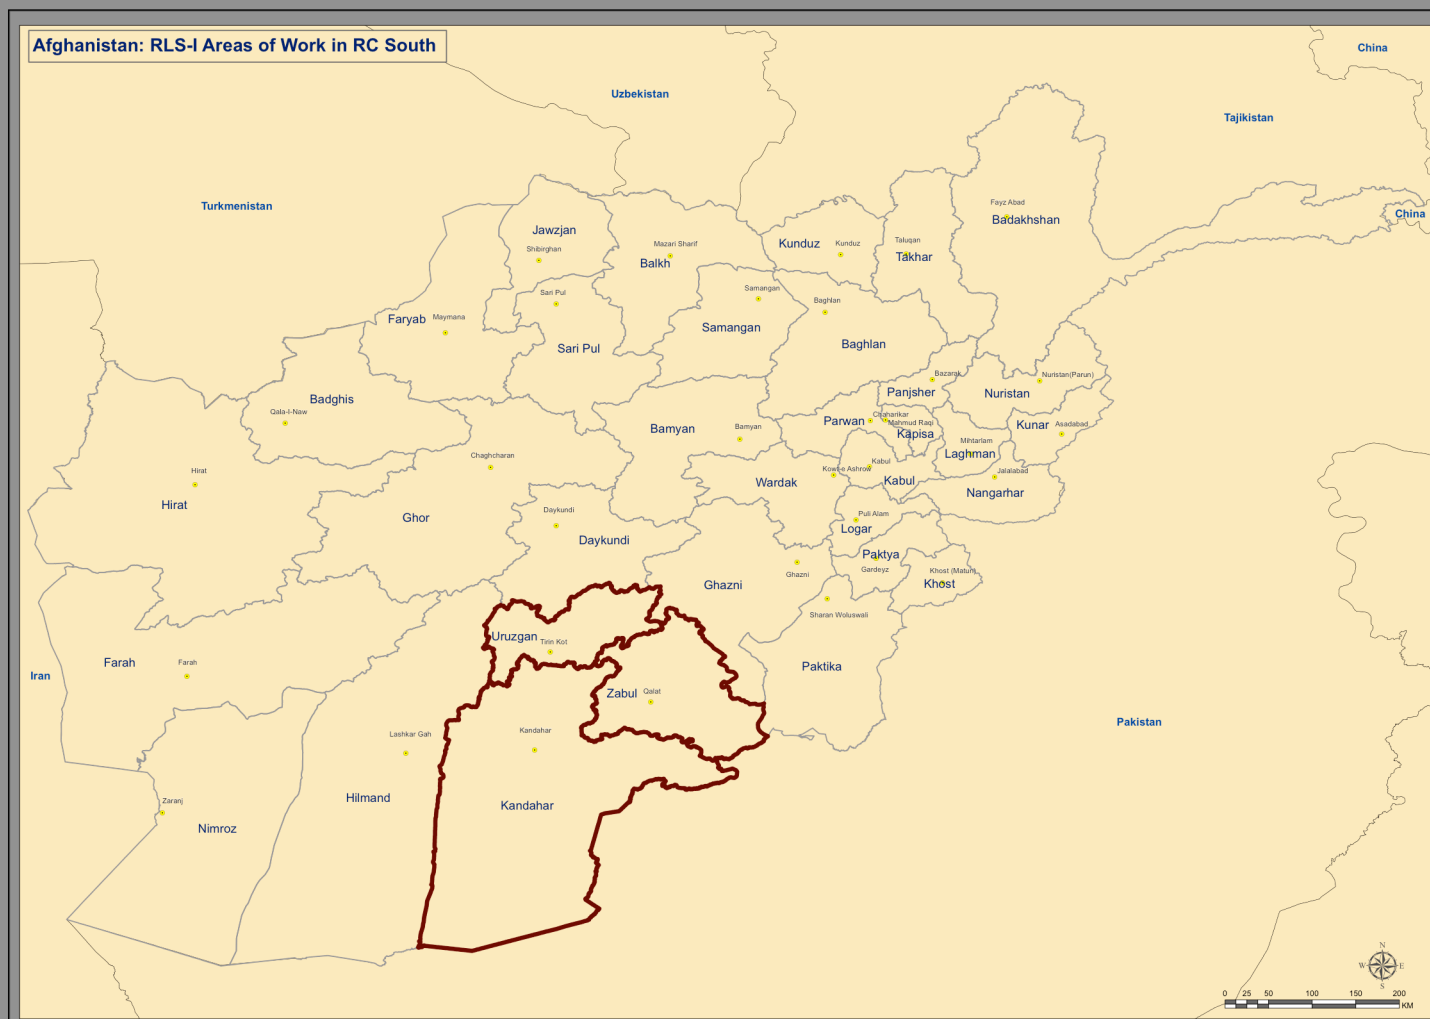 Afghanistan: RLS-I Areas of Work in RC South
China
Uzbekistan
Tajikistan
Turkmenistan
Fayz Abad
China
Badakhshan
Jawzjan
Shibirghan
Mazari Sharif
Balkh
Kunduz
Kunduz
Taluqan
Takhar
Sari Pul
Samangan
Baghlan
Faryab
Maymana
Samangan
Sari Pul
Baghlan
Bazarak
Nuristan(Parun)
Panjsher
Nuristan
Badghis
Qala-I-Naw
Chaharikar
Parwan
Mahmud Raqi
Kapisa
Kunar
Asadabad
Bamyan
Bamyan
Mihtarlam
Laghman
Chaghcharan
Kabul
Kowt-e Ashrow
Kabul
Jalalabad
Hirat
Wardak
Nangarhar
Hirat
Ghor
Daykundi
Puli Alam
Logar
Daykundi
Paktya
Gardeyz
Khost (Matun)
Khost
Ghazni
Ghazni
Sharan Woluswali
Uruzgan
Tirin Kot
Farah
Farah
Iran
Paktika
Zabul
Qalat
Pakistan
Lashkar Gah
Kandahar
Hilmand
Kandahar
Zaranj
Nimroz
N
W E
S
0 25 50 100 150 200
KM